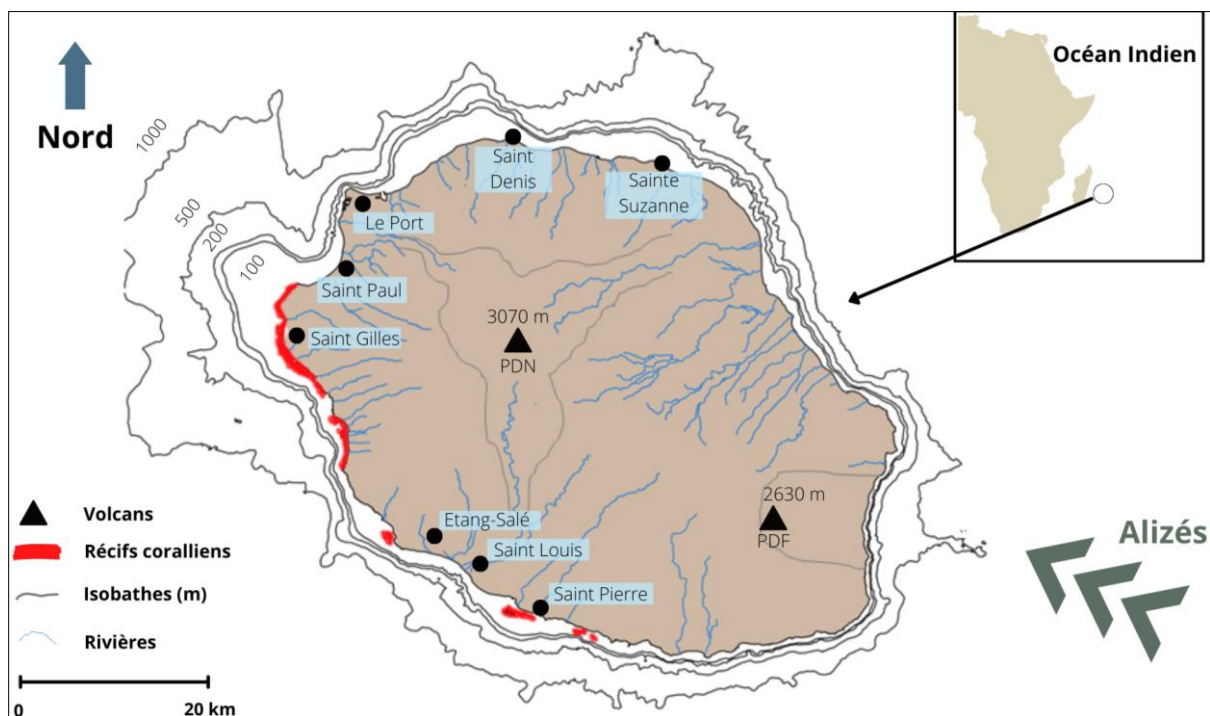 Nord
Océan Indien
1000
500
200
100
Saint
Denis
Sainte
Suzanne
Le Port
Saint Paul
Saint Gilles
3070 m
PDN
2630 m
PDF
Etang-Salé
Saint Louis
Saint Pierre
Alizés
Volcans
Récifs coralliens
Isobathes (m)
Rivières
0
20 km